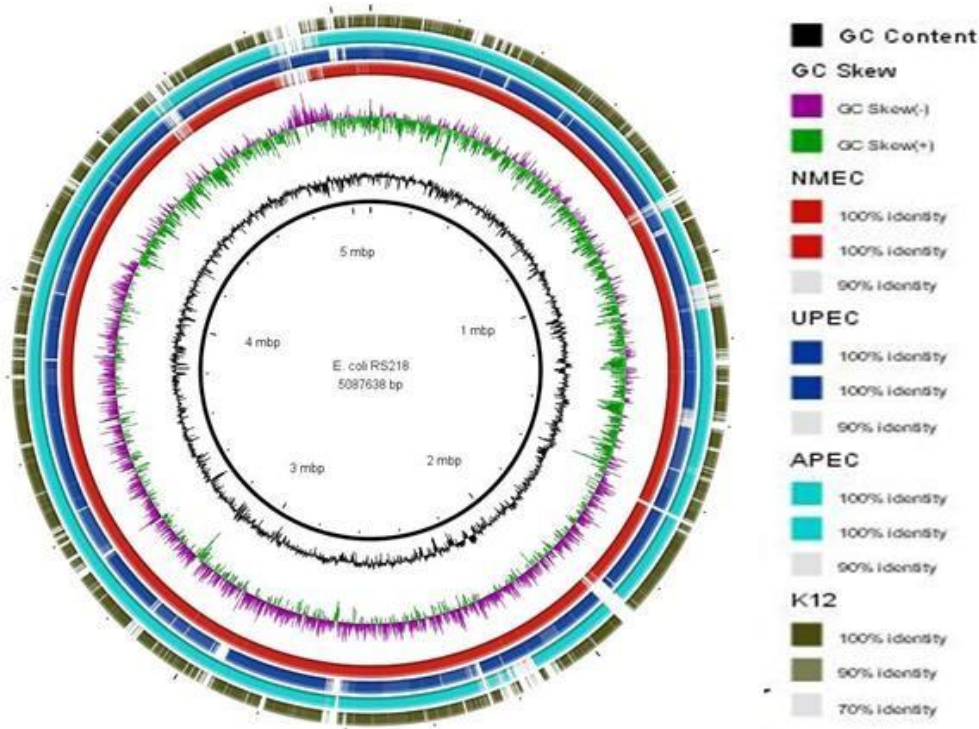 5 mbp
4 mbp
1 mbp
E. coli RS218
5087638 bp
3 mbp
2 mbp
GC Content
GC Skew
GC Skew(-)
GC Skew(+)
NMEC
100% identity
100% identity
90% identity
UPEC
100% identity
100% identity
90% identity
APEC
100% identity
100% identity
90% identity
K12
100% identity
90% identity
70% identity